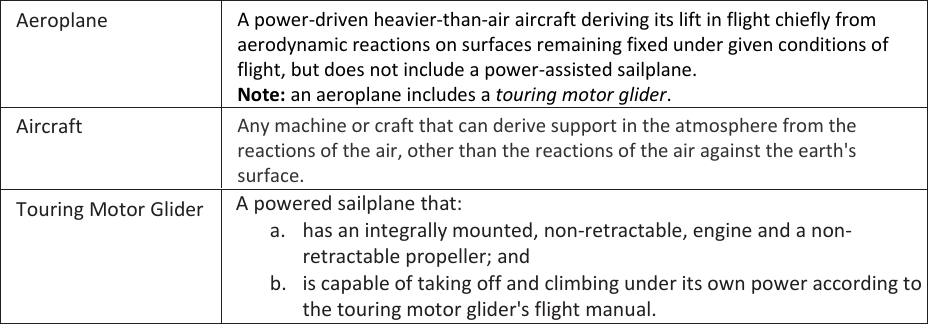 Aeroplane
A power-driven heavier-than-air aircraft deriving its lift in flight chiefly from
aerodynamic reactions on surfaces remaining fixed under given conditions of
flight, but does not include a power-assisted sailplane.
Note: an aeroplane includes a touring motor glider.
Aircraft
Any machine or craft that can derive support in the atmosphere from the
reactions of the air, other than the reactions of the air against the earth's
surface.
Touring Motor Glider
A powered sailplane that:
a. has an integrally mounted, non-retractable, engine and a non-
retractable propeller; and
b. is capable of taking off and climbing under its own power according to
the touring motor glider's flight manual.